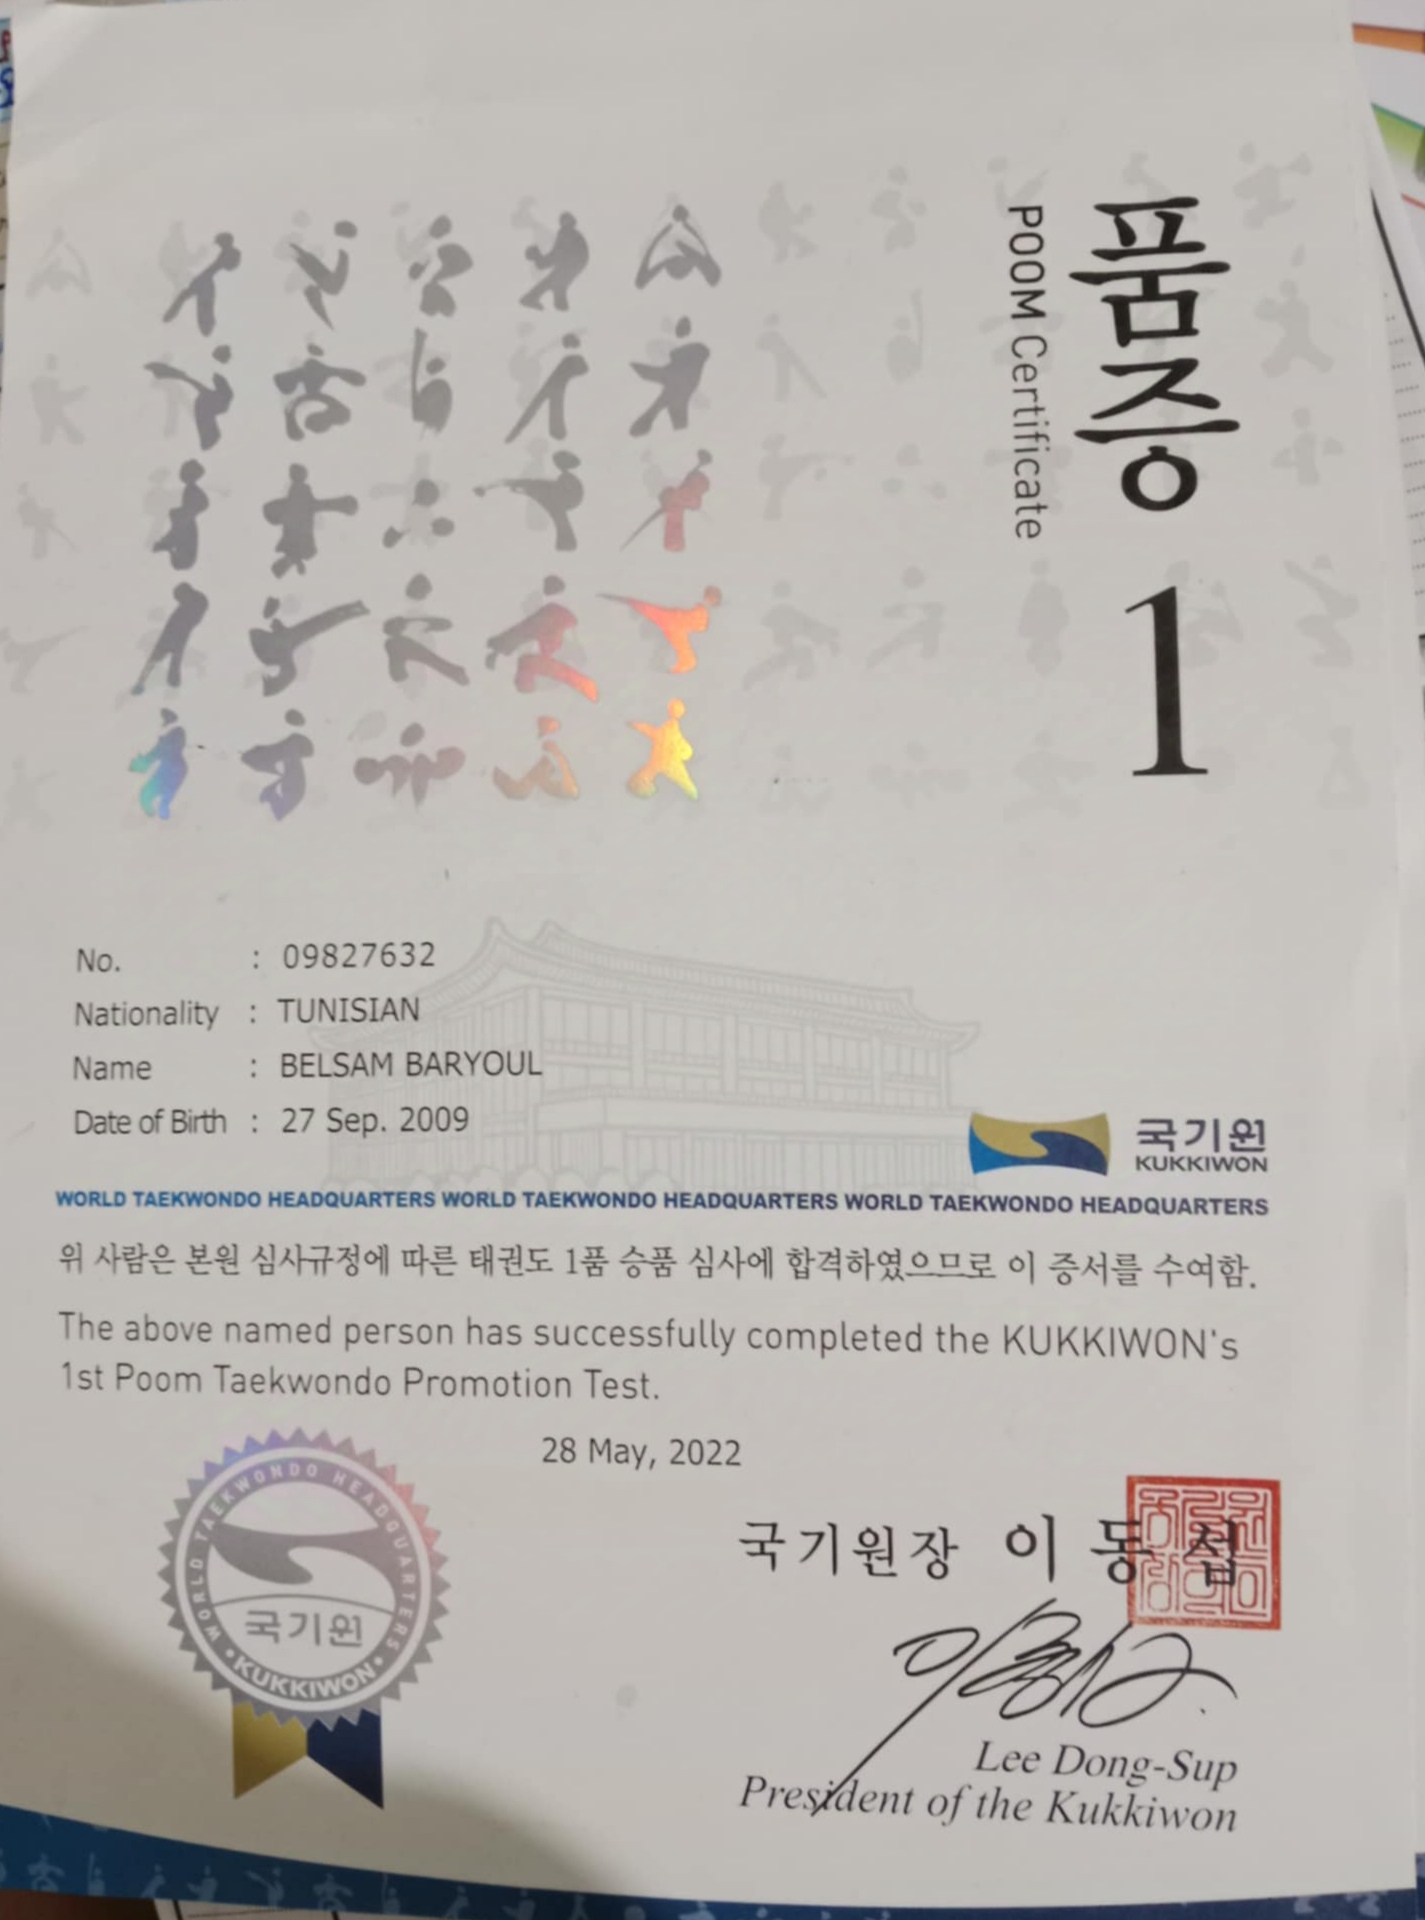 품증 1
POOM Certificate
No. : 09827632
Nationality : TUNISIAN
Name : BELSAM BARYOUL
Date of Birth : 27 Sep. 2009
국기원
KUKKIWON
WORLD TAEKWONDO HEADQUARTERS WORLD TAEKWONDO HEADQUARTERS WORLD TAEKWONDO HEADQUARTERS
위 사람은 본원 심사규정에 따른 태권도 1품 승품 심사에 합격하였으므로 이 증서를 수여함.
The above named person has successfully completed the KUKKIWON's
1st Poom Taekwondo Promotion Test.
28 May, 2022
WORLD TAEKWONDO HEADQUARTERS
국기원
•KUKKIWON•
국기원장 이동섭
Lee Dong-Sup
President of the Kukkiwon